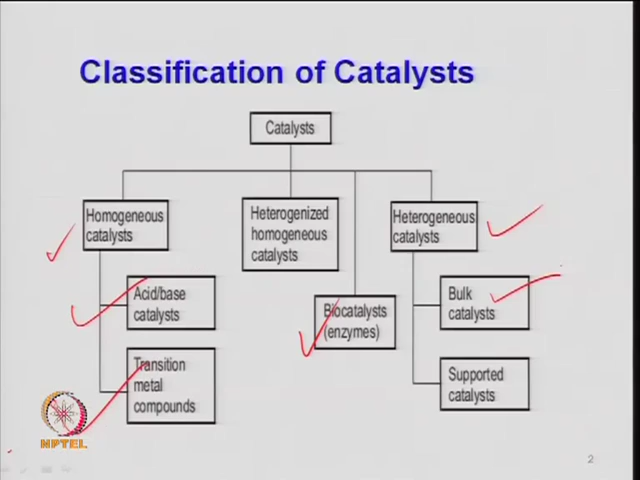 Classification of Catalysts
Catalysts
Homogeneous
catalysts
Heterogenized
homogeneous
catalysts
Heterogeneous
catalysts
Acid/base
catalysts
Biocatalysts
(enzymes)
Bulk
catalysts
Transition
metal
compounds
Supported
catalysts
NPTEL
2